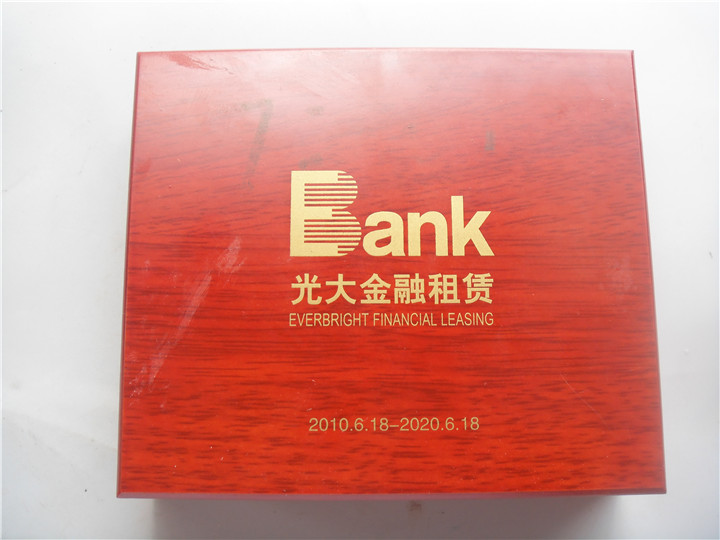 Bank
光大金融租赁
EVERBRIGHT FINANCIAL LEASING
2010.6.18-2020.6.18